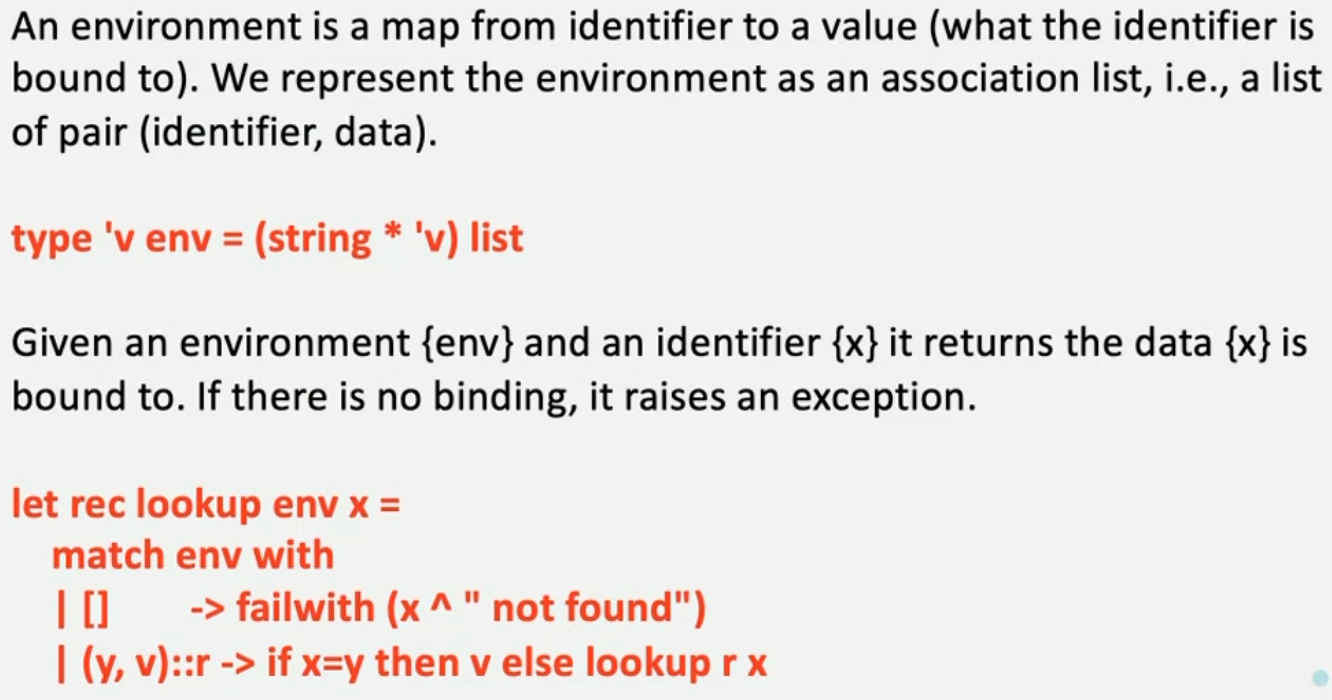 An environment is a map from identifier to a value (what the identifier is
bound to). We represent the environment as an association list, i.e., a list
of pair (identifier, data).
type 'v env = (string * 'v) list
Given an environment {env} and an identifier {x} it returns the data {x} is
bound to. If there is no binding, it raises an exception.
let rec lookup env x =
match env with
| [] -> failwith (x ^ " not found")
| (y, v)::r -> if x=y then v else lookup r x